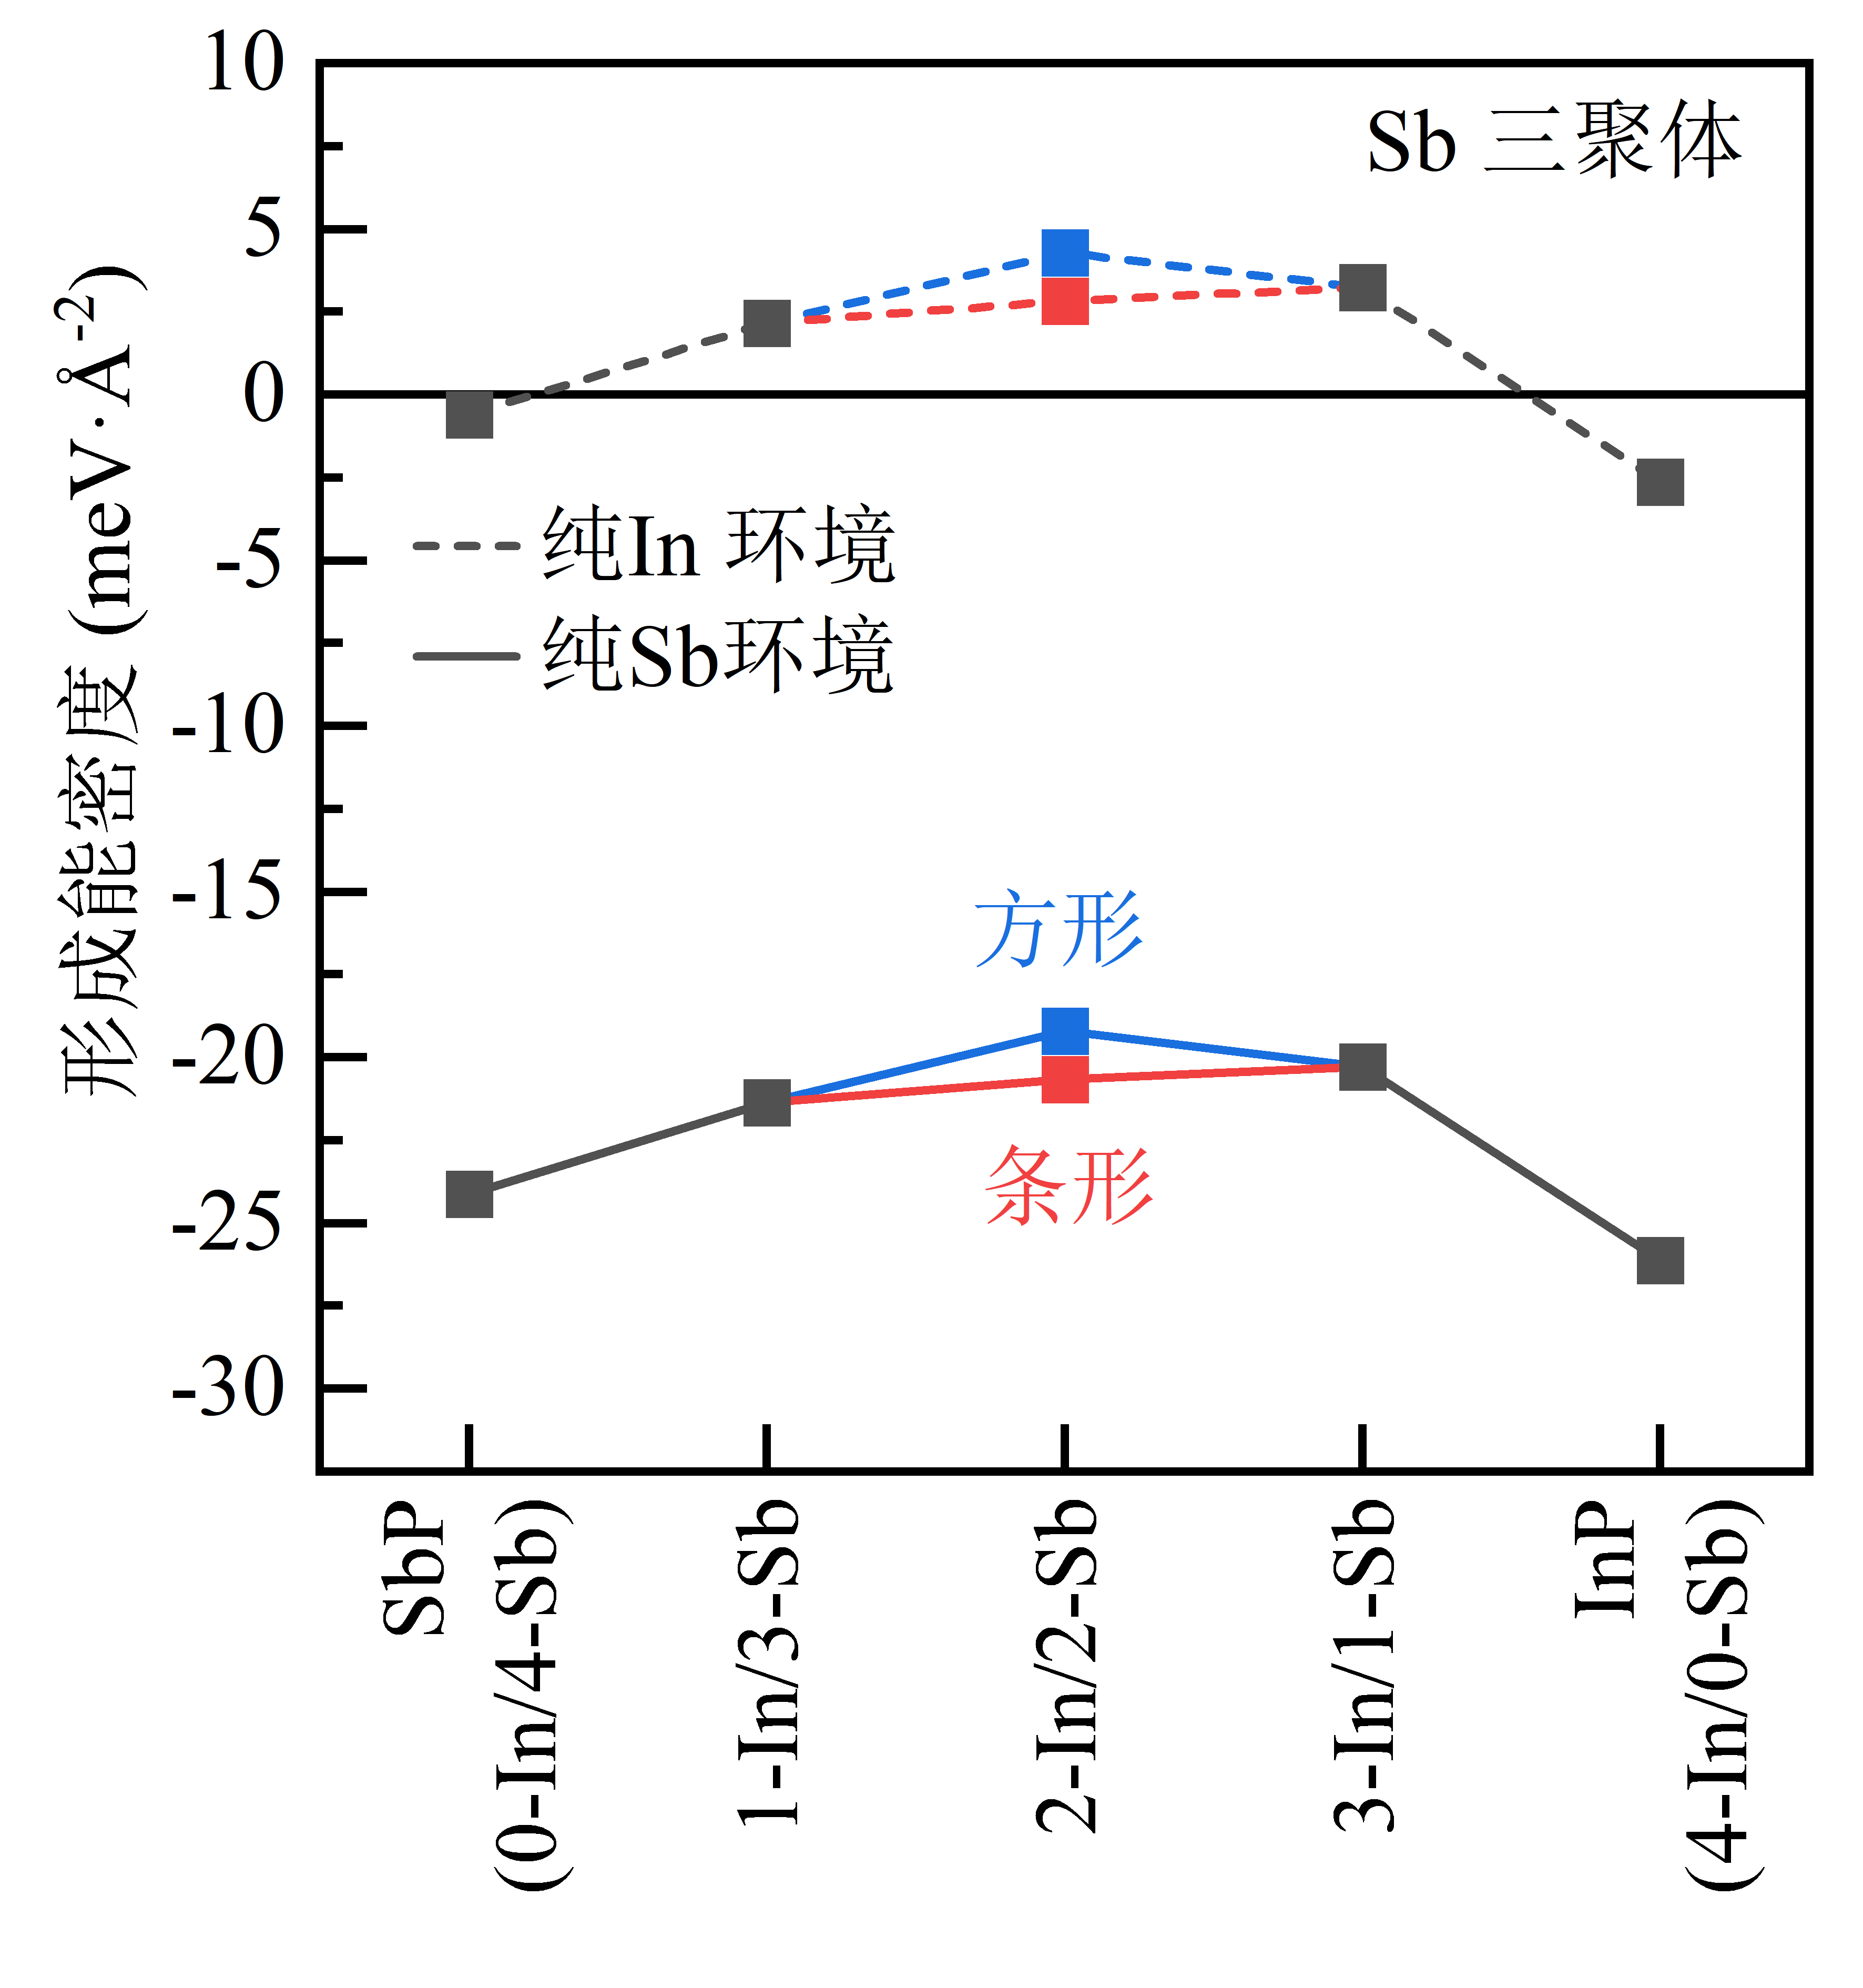 Sb 三聚体
形成能密度 (meV·Å-2)
10
5
0
-5
-10
-15
-20
-25
-30
纯In 环境
纯Sb环境
方形
条形
SbP
(0-In/4-Sb)
1-In/3-Sb
2-In/2-Sb
3-In/1-Sb
InP
(4-In/0-Sb)